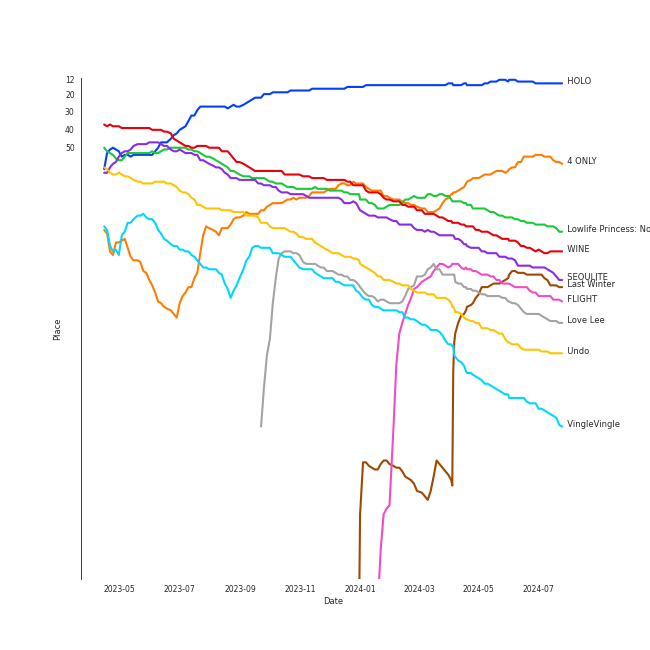 12
HOLO
20
30
40
50
4 ONLY
Lowlife Princess: No
WINE
SEOULITE
Last Winter
FLIGHT
Love Lee
Place
Undo
VingleVingle
2023-05
2023-07
2023-09
2023-11
2024-01
2024-03
2024-05
2024-07
Date